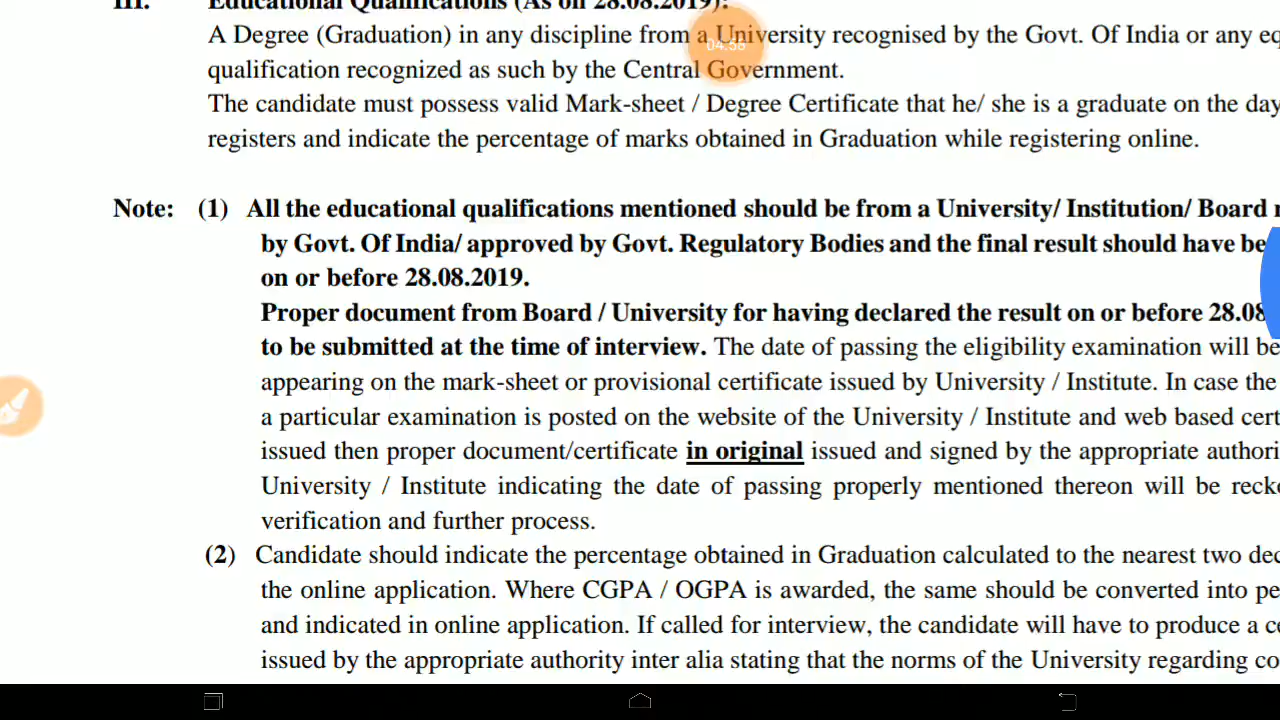 III. Educational Qualifications (As on 28.08.2019):
A Degree (Graduation) in any discipline from a University recognised by the Govt. Of India or any eq
04:58
qualification recognized as such by the Central Government.
The candidate must possess valid Mark-sheet / Degree Certificate that he/ she is a graduate on the day
registers and indicate the percentage of marks obtained in Graduation while registering online.
Note: (1) All the educational qualifications mentioned should be from a University/ Institution/ Board
by Govt. Of India/ approved by Govt. Regulatory Bodies and the final result should have be
on or before 28.08.2019.
Proper document from Board / University for having declared the result on or before 28.08
to be submitted at the time of interview. The date of passing the eligibility examination will be
appearing on the mark-sheet or provisional certificate issued by University / Institute. In case the
a particular examination is posted on the website of the University / Institute and web based cert
issued then proper document/certificate in original issued and signed by the appropriate authori
University / Institute indicating the date of passing properly mentioned thereon will be recko
verification and further process.
(2) Candidate should indicate the percentage obtained in Graduation calculated to the nearest two dec
the online application. Where CGPA / OGPA is awarded, the same should be converted into pe
and indicated in online application. If called for interview, the candidate will have to produce a ce
issued by the appropriate authority inter alia stating that the norms of the University regarding co